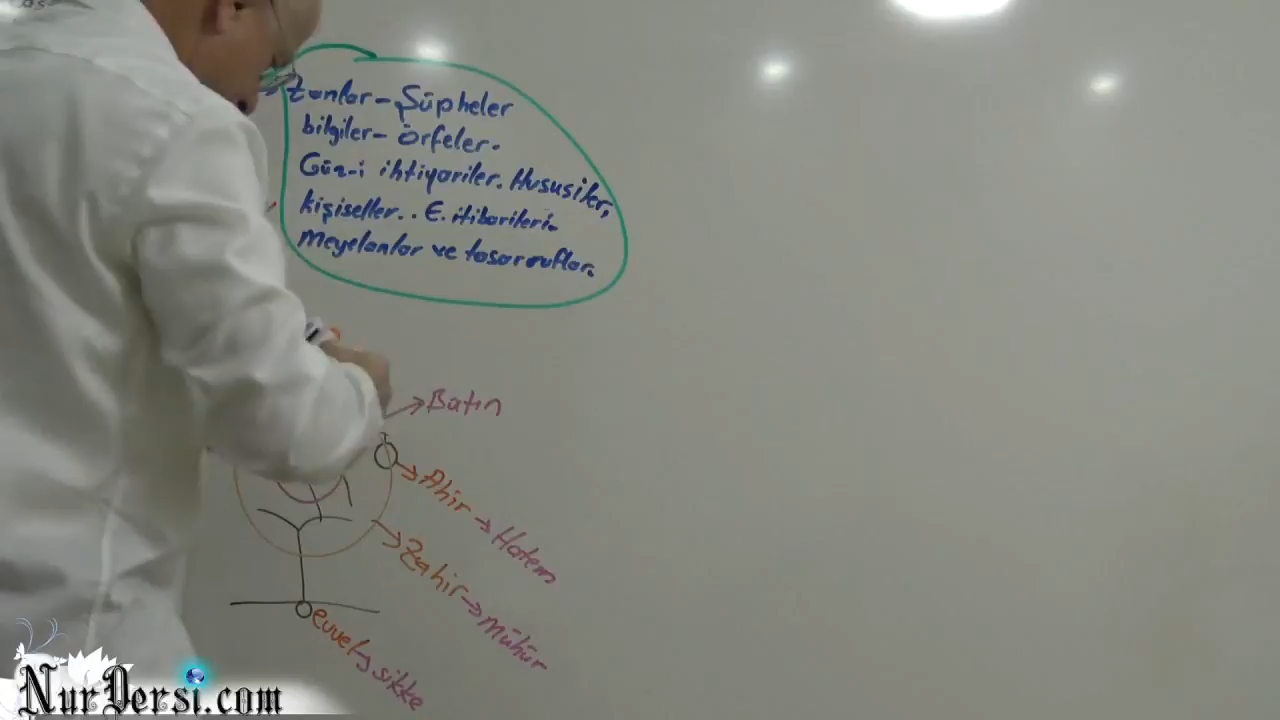 Zanlar - Şüpheler
bilgiler - örfeler.
Cüz-i ihtiyariler. Hususiler,
kişiseller.. E. itibarileri.
Meyelanlar ve tasarruflar.
→ Batın
→ Ahir → Hatem
→ Zahir → Mühür
evvel → sikke
NurDersi.com